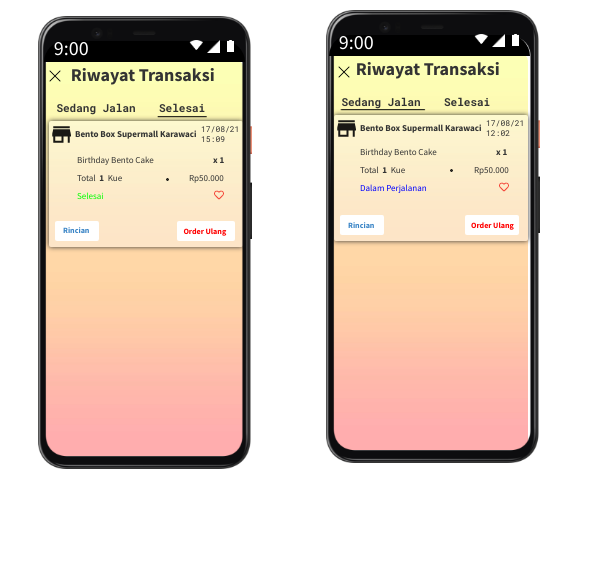 9:00
Riwayat Transaksi
Sedang Jalan Selesai
Bento Box Supermall Karawaci 17/08/21
15:09
Birthday Bento Cake x 1
Total 1 Kue • Rp50.000
Selesai
Rincian Order Ulang
9:00
Riwayat Transaksi
Sedang Jalan Selesai
Bento Box Supermall Karawaci 17/08/21
12:02
Birthday Bento Cake x 1
Total 1 Kue • Rp50.000
Dalam Perjalanan
Rincian Order Ulang